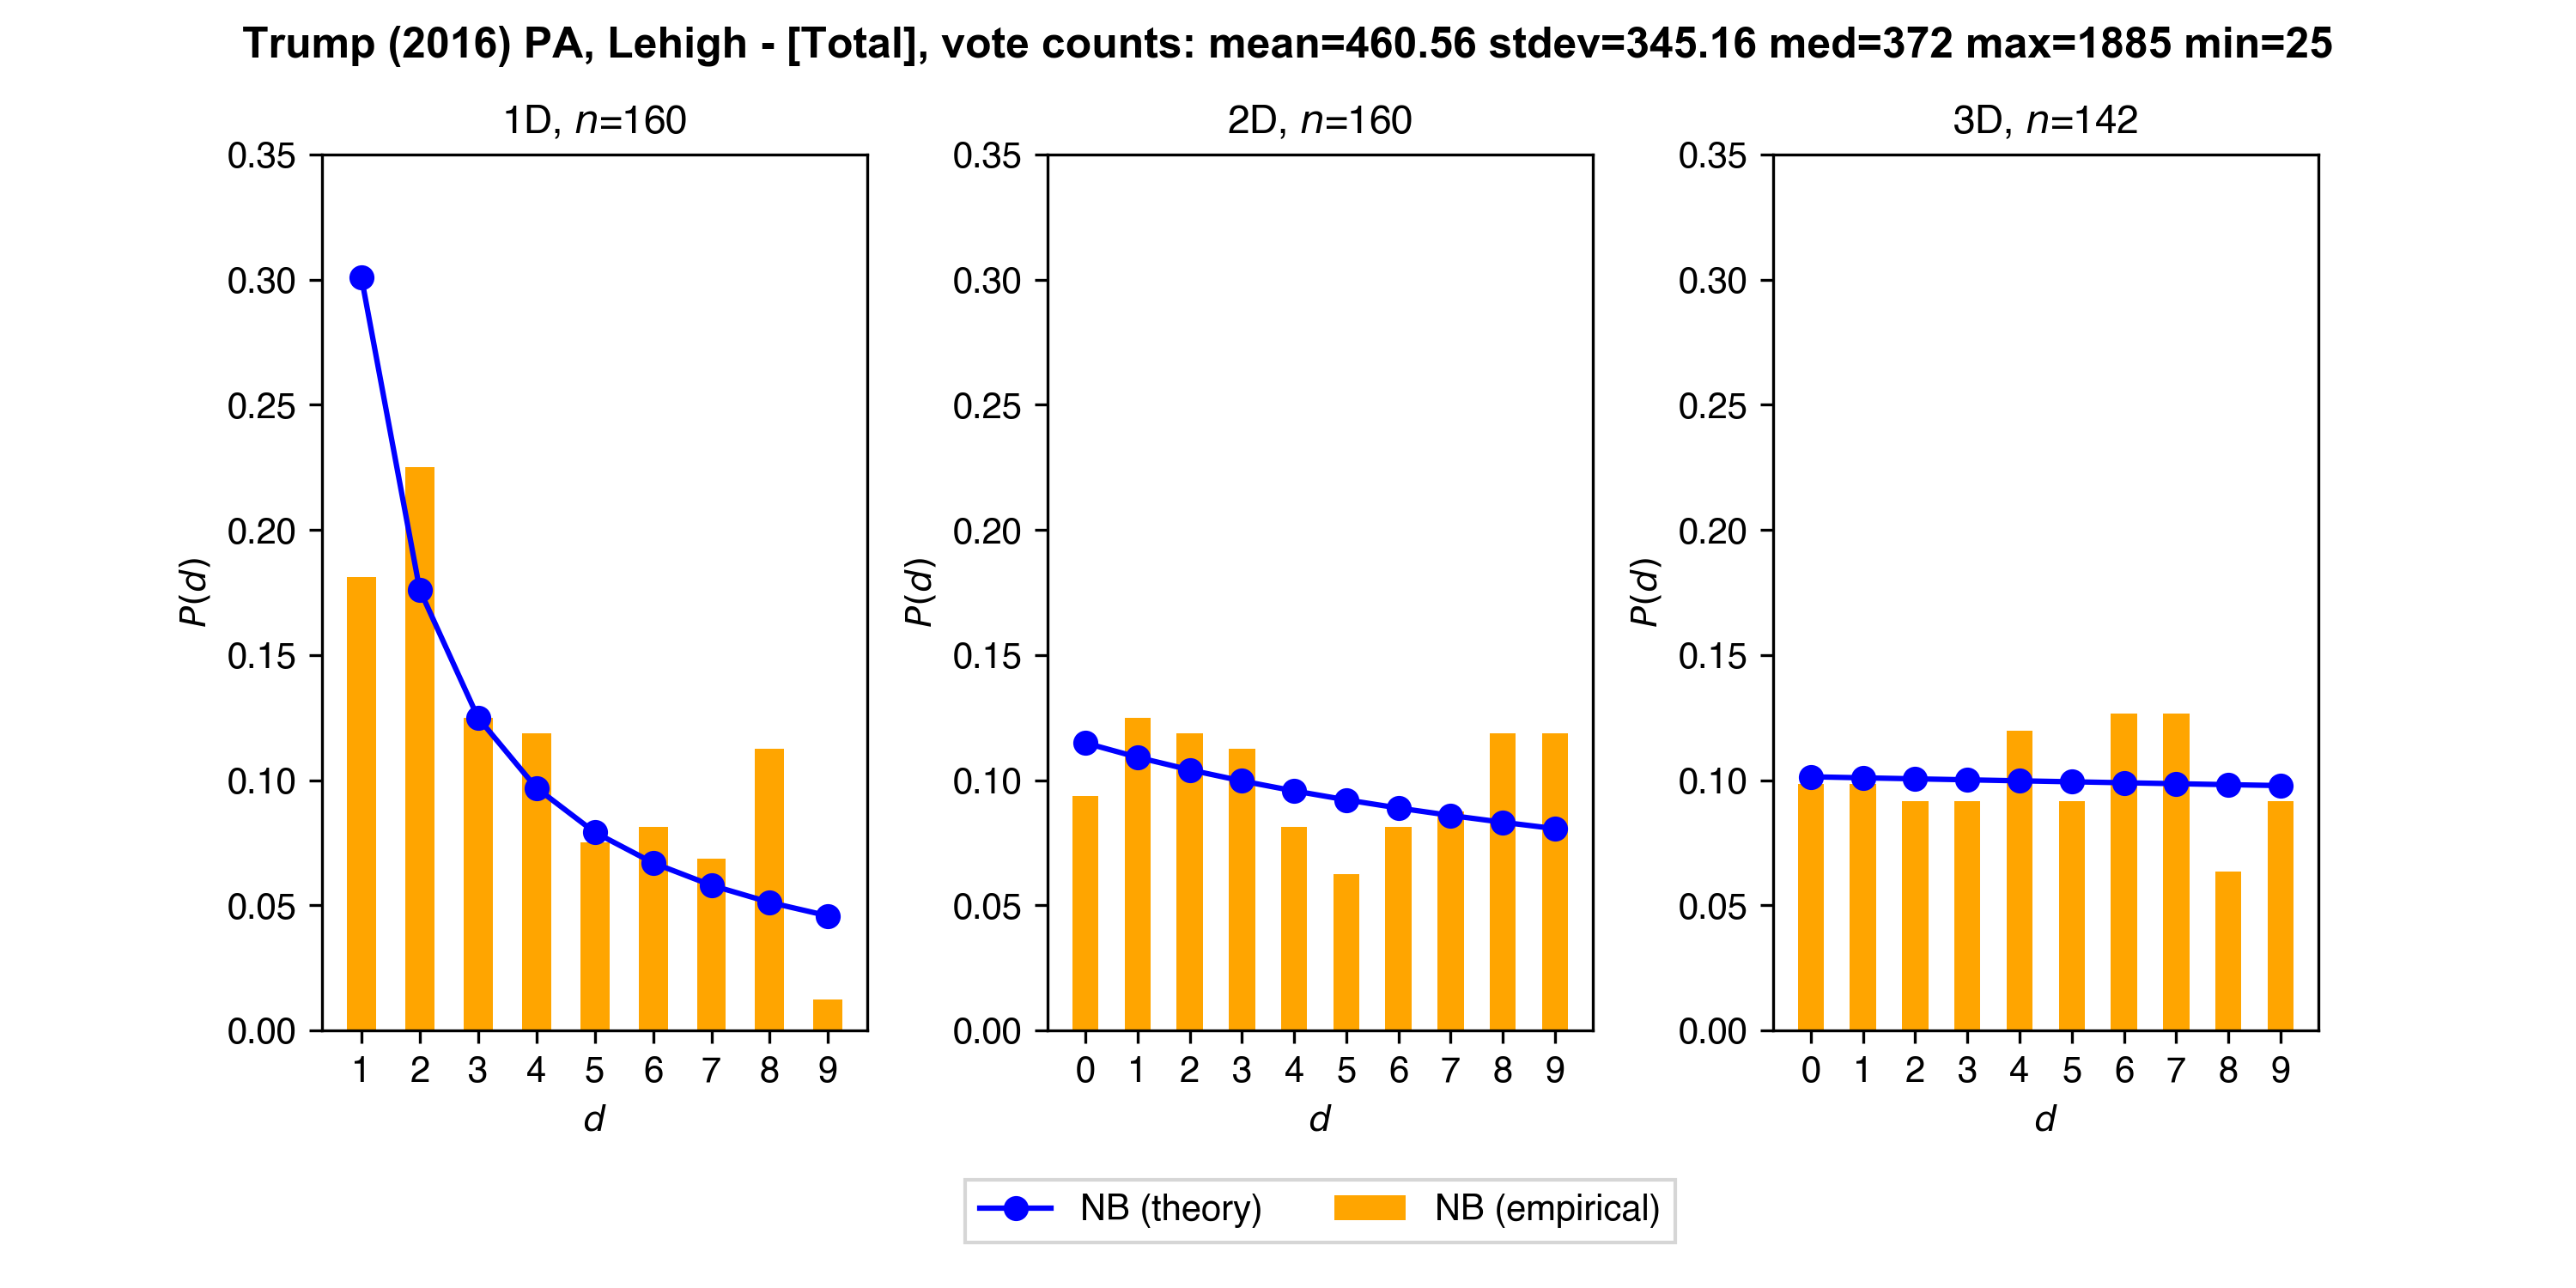 Trump (2016) PA, Lehigh - [Total], vote counts: mean=460.56 stdev=345.16 med=372 max=1885 min=25
1D, n=160
0.35
0.30
0.25
0.20
0.15
0.10
0.05
0.00
P(d)
1 2 3 4 5 6 7 8 9
d
2D, n=160
0.35
0.30
0.25
0.20
0.15
0.10
0.05
0.00
P(d)
0 1 2 3 4 5 6 7 8 9
d
3D, n=142
0.35
0.30
0.25
0.20
0.15
0.10
0.05
0.00
P(d)
0 1 2 3 4 5 6 7 8 9
d
NB (theory) NB (empirical)